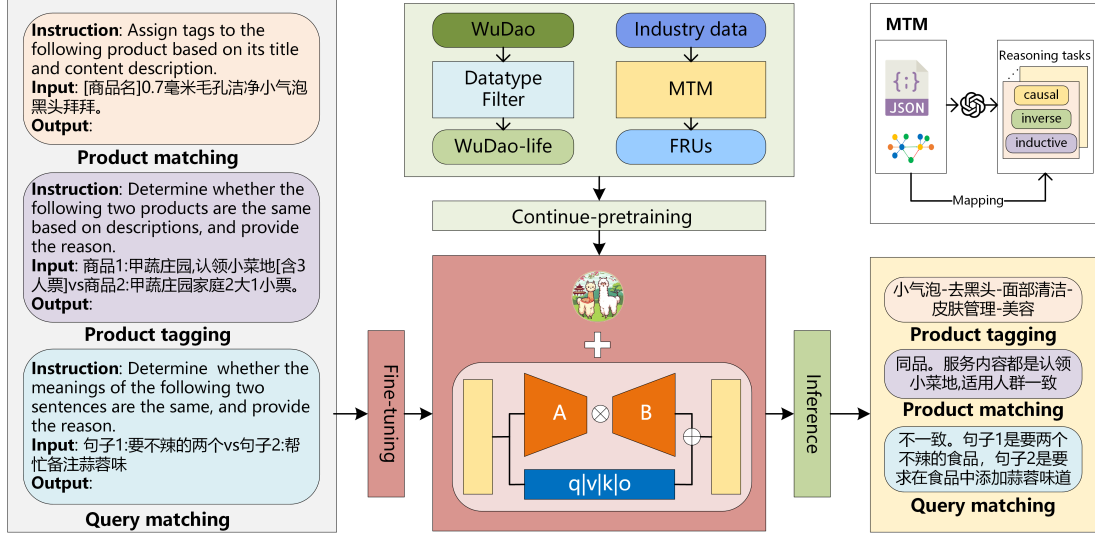 Instruction: Assign tags to the
following product based on its title
and content description.
Input: [商品名]0.7毫米毛孔洁净小气泡
黑头拜拜。
Output:
Product matching
Instruction: Determine whether the
following two products are the same
based on descriptions, and provide
the reason.
Input: 商品1:甲蔬庄园,认领小菜地[含3
人票]vs商品2:甲蔬庄园家庭2大1小票。
Output:
Product tagging
Instruction: Determine whether the
meanings of the following two
sentences are the same, and provide
the reason.
Input: 句子1:要不辣的两个vs句子2:帮
忙备注蒜蓉味
Output:
Query matching
Fine-tuning
WuDao
Industry data
Datatype
Filter
MTM
WuDao-life
FRUs
Continue-pretraining
A
B
q|v|k|o
Inference
MTM
{;}
JSON
Reasoning tasks
causal
inverse
inductive
Mapping
小气泡-去黑头-面部清洁-
皮肤管理-美容
Product tagging
同品。服务内容都是认领
小菜地,适用人群一致
Product matching
不一致。句子1是要两个
不辣的食品，句子2是要
求在食品中添加蒜蓉味道
Query matching